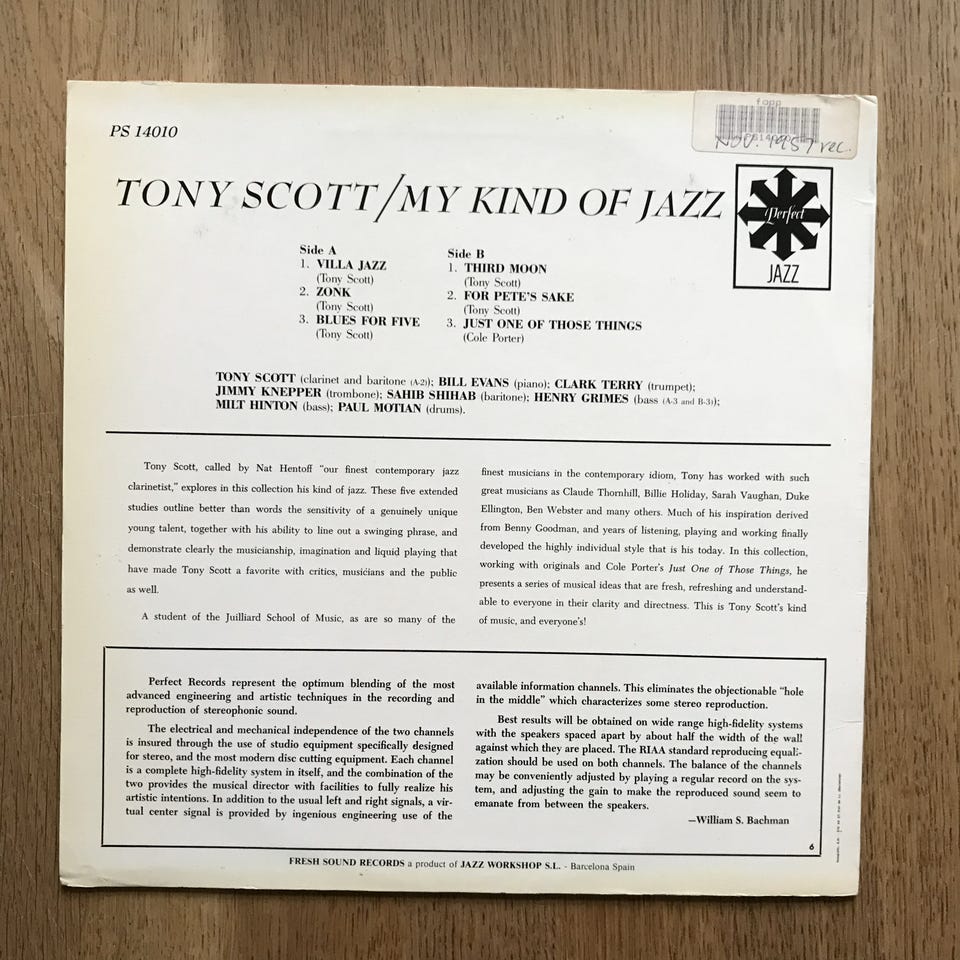 fopp
NOV. 1957 rec.
PS 14010
TONY SCOTT/MY KIND OF JAZZ
Perfect
JAZZ
Side A
1. VILLA JAZZ
(Tony Scott)
2. ZONK
(Tony Scott)
3. BLUES FOR FIVE
(Tony Scott)
Side B
1. THIRD MOON
(Tony Scott)
2. FOR PETE'S SAKE
(Tony Scott)
3. JUST ONE OF THOSE THINGS
(Cole Porter)
TONY SCOTT (clarinet and baritone (A-2)); BILL EVANS (piano); CLARK TERRY (trumpet);
JIMMY KNEPPER (trombone); SAHIB SHIHAB (baritone); HENRY GRIMES (bass (A-3 and B-3));
MILT HINTON (bass); PAUL MOTIAN (drums).
Tony Scott, called by Nat Hentoff "our finest contemporary jazz
clarinetist," explores in this collection his kind of jazz. These five extended
studies outline better than words the sensitivity of a genuinely unique
young talent, together with his ability to line out a swinging phrase, and
demonstrate clearly the musicianship, imagination and liquid playing that
have made Tony Scott a favorite with critics, musicians and the public
as well.
A student of the Juilliard School of Music, as are so many of the
finest musicians in the contemporary idiom, Tony has worked with such
great musicians as Claude Thornhill, Billie Holiday, Sarah Vaughan, Duke
Ellington, Ben Webster and many others. Much of his inspiration derived
from Benny Goodman, and years of listening, playing and working finally
developed the highly individual style that is his today. In this collection,
working with originals and Cole Porter's Just One of Those Things, he
presents a series of musical ideas that are fresh, refreshing and understand-
able to everyone in their clarity and directness. This is Tony Scott's kind
of music, and everyone's!
Perfect Records represent the optimum blending of the most
advanced engineering and artistic techniques in the recording and
reproduction of stereophonic sound.
The electrical and mechanical independence of the two channels
is insured through the use of studio equipment specifically designed
for stereo, and the most modern disc cutting equipment. Each channel
is a complete high-fidelity system in itself, and the combination of the
two provides the musical director with facilities to fully realize his
artistic intentions. In addition to the usual left and right signals, a vir-
tual center signal is provided by ingenious engineering use of the
available information channels. This eliminates the objectionable "hole
in the middle" which characterizes some stereo reproduction.
Best results will be obtained on wide range high-fidelity systems
with the speakers spaced apart by about half the width of the wall
against which they are placed. The RIAA standard reproducing equali-
zation should be used on both channels. The balance of the channels
may be conveniently adjusted by playing a regular record on the sys-
tem, and adjusting the gain to make the reproduced sound seem to
emanate from between the speakers.
—William S. Bachman
6
FRESH SOUND RECORDS a product of JAZZ WORKSHOP S.L. - Barcelona Spain